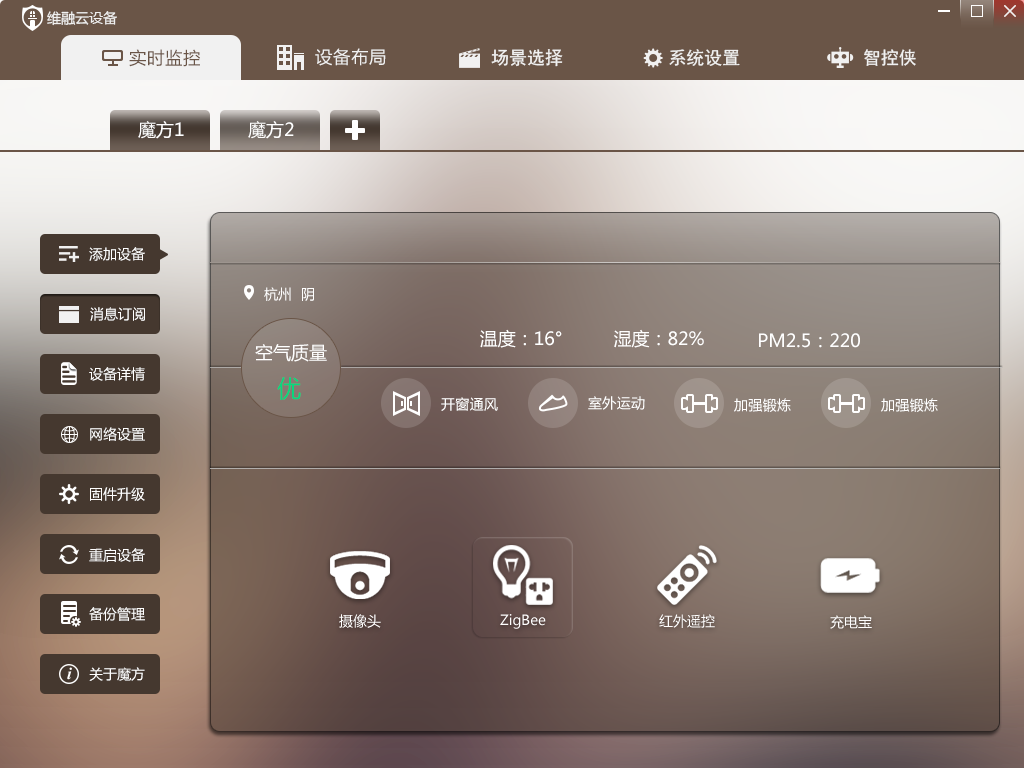 维融云设备
实时监控 设备布局 场景选择 系统设置 智控侠
魔方1 魔方2
添加设备
消息订阅
设备详情
网络设置
固件升级
重启设备
备份管理
关于魔方
杭州 阴
空气质量
优
温度：16° 湿度：82% PM2.5：220
开窗通风 室外运动 加强锻炼 加强锻炼
摄像头 ZigBee 红外遥控 充电宝